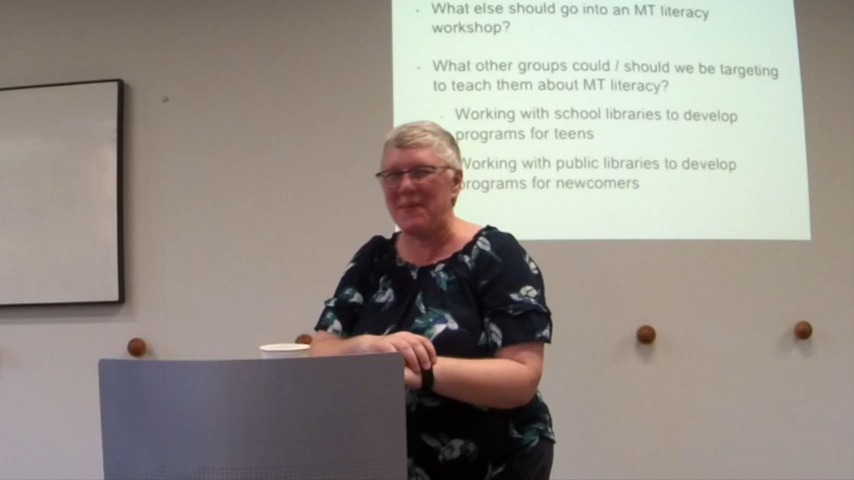 What else should go into an MT literacy
workshop?
What other groups could / should we be targeting
to teach them about MT literacy?
Working with school libraries to develop
programs for teens
Working with public libraries to develop
programs for newcomers